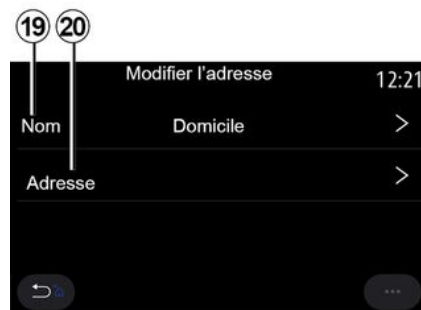 19 20
Modifier l'adresse 12:21
Nom Domicile >
Adresse >
...